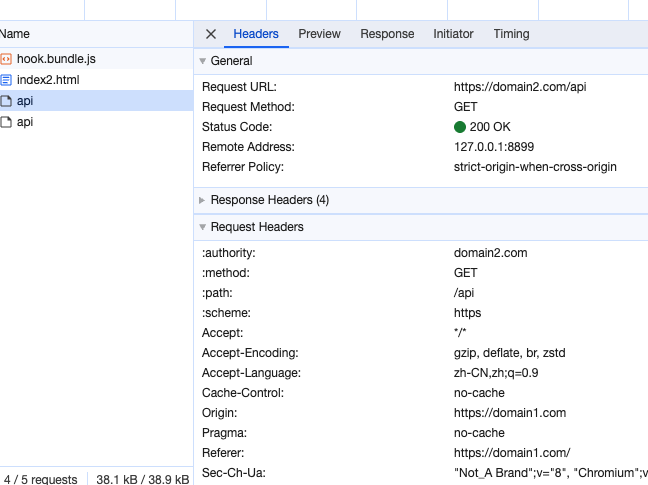 Name
Headers Preview Response Initiator Timing
hook.bundle.js
index2.html
api
api
General
Request URL: https://domain2.com/api
Request Method: GET
Status Code: 200 OK
Remote Address: 127.0.0.1:8899
Referrer Policy: strict-origin-when-cross-origin
Response Headers (4)
Request Headers
:authority: domain2.com
:method: GET
:path: /api
:scheme: https
Accept: */*
Accept-Encoding: gzip, deflate, br, zstd
Accept-Language: zh-CN,zh;q=0.9
Cache-Control: no-cache
Origin: https://domain1.com
Pragma: no-cache
Referer: https://domain1.com/
Sec-Ch-Ua: "Not_A Brand";v="8", "Chromium";v
4 / 5 requests 38.1 kB / 38.9 kB